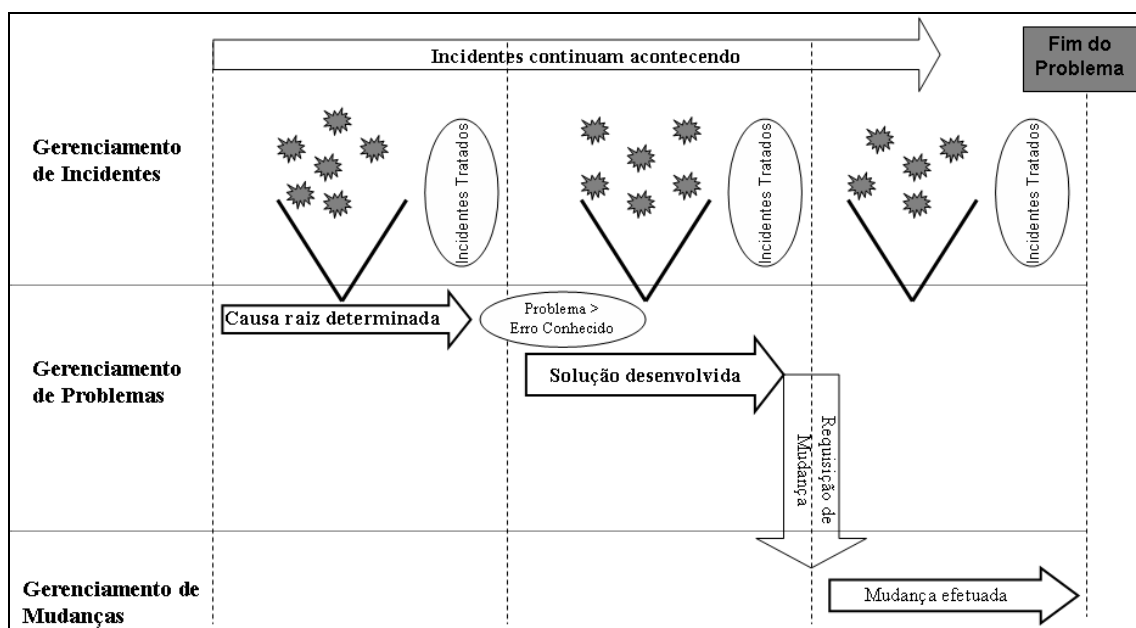 Incidentes continuam acontecendo
Fim do
Problema
Gerenciamento
de Incidentes
Incidentes Tratados
Incidentes Tratados
Incidentes Tratados
Causa raiz determinada
Problema >
Erro Conhecido
Gerenciamento
de Problemas
Solução desenvolvida
Requisição de
Mudança
Gerenciamento de
Mudanças
Mudança efetuada